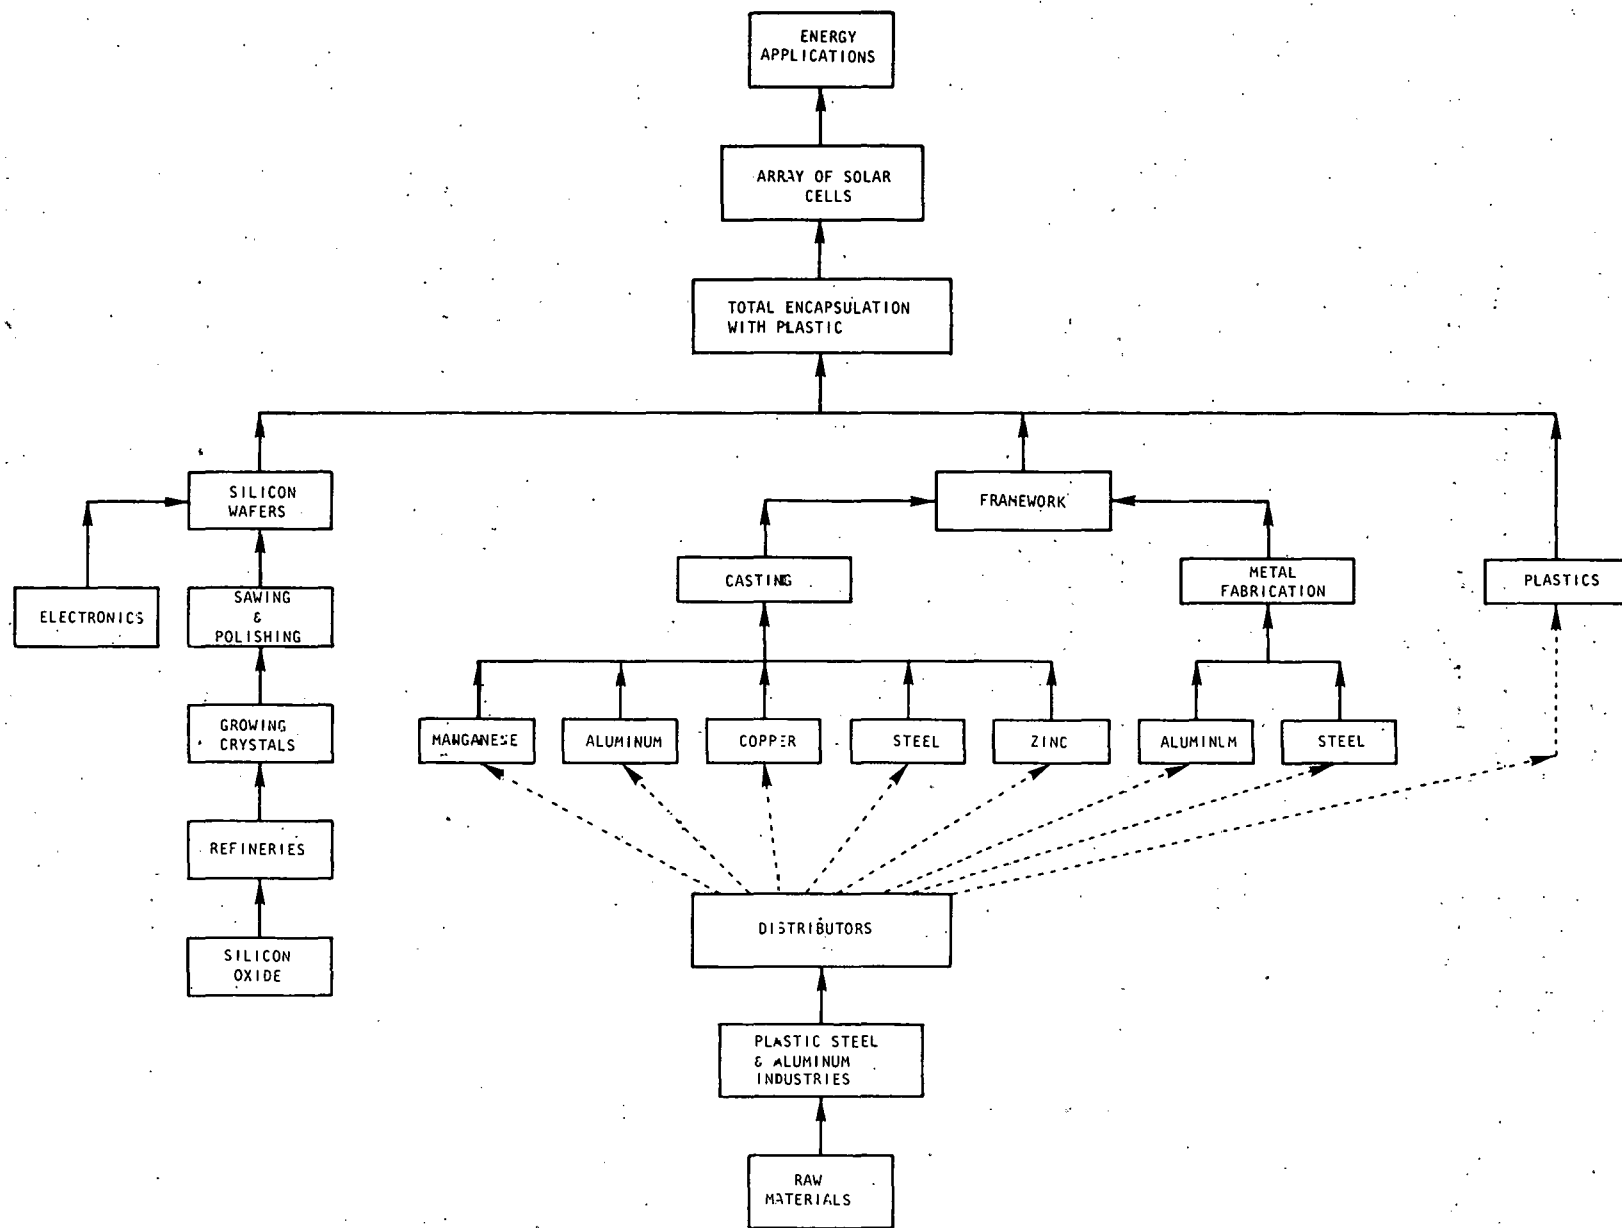 ENERGY
APPLICATIONS
ARRAY OF SOLAR
CELLS
TOTAL ENCAPSULATION
WITH PLASTIC
SILICON
WAFERS
FRAMEWORK
CASTING
METAL
FABRICATION
PLASTICS
ELECTRONICS
SAWING
&
POLISHING
GROWING
CRYSTALS
MANGANESE
ALUMINUM
COPPER
STEEL
ZINC
ALUMINUM
STEEL
REFINERIES
DISTRIBUTORS
SILICON
OXIDE
PLASTIC STEEL
& ALUMINUM
INDUSTRIES
RAW
MATERIALS